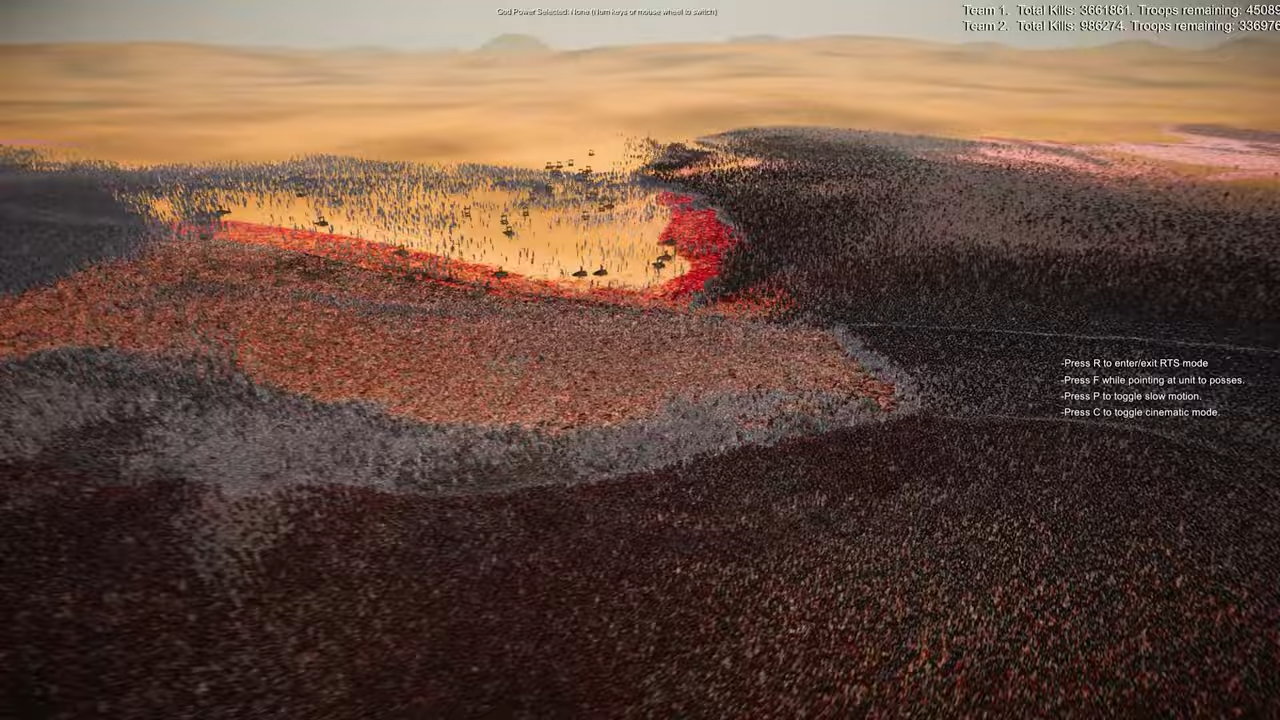 God Power Selected: None (Num keys or mouse wheel to switch)
Team 1. Total Kills: 3661861. Troops remaining: 45089
Team 2. Total Kills: 986274. Troops remaining: 336976
-Press R to enter/exit RTS mode
-Press F while pointing at unit to posses.
-Press P to toggle slow motion.
-Press C to toggle cinematic mode.